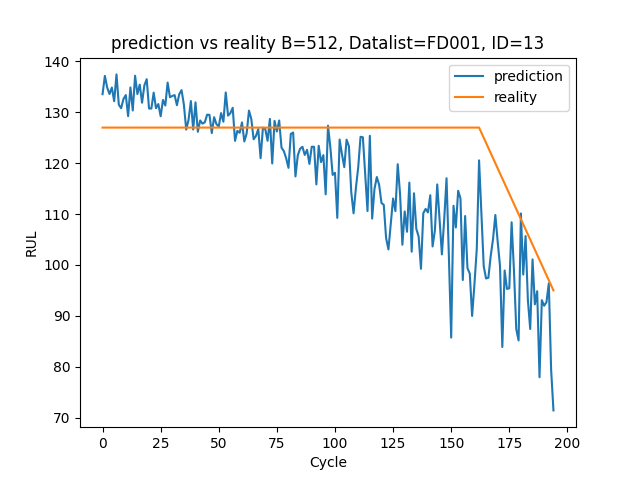 prediction vs reality B=512, Datalist=FD001, ID=13
prediction
reality
RUL
140
130
120
110
100
90
80
70
0 25 50 75 100 125 150 175 200
Cycle